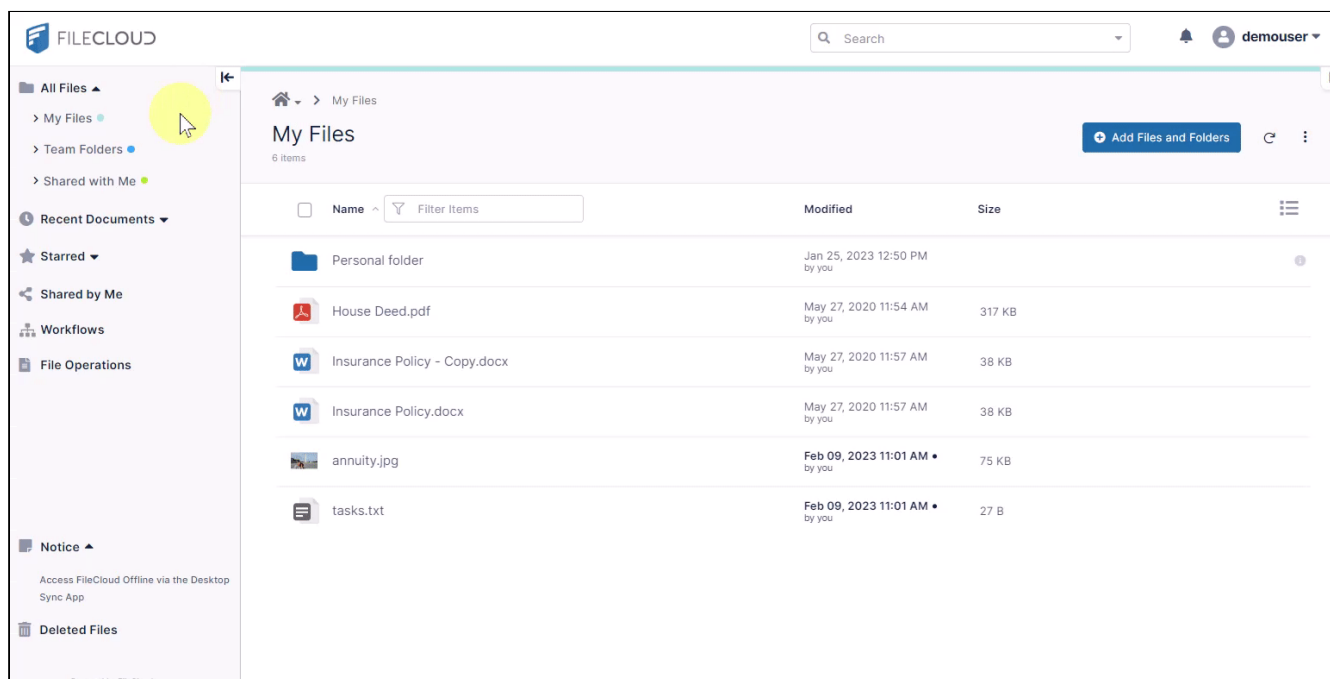 FILECLOUD
Search
demouser
All Files
My Files
Team Folders
Shared with Me
Recent Documents
Starred
Shared by Me
Workflows
File Operations
Notice
Access FileCloud Offline via the Desktop
Sync App
Deleted Files
My Files
My Files
6 items
Add Files and Folders
Name
Filter Items
Modified
Size
Personal folder
Jan 25, 2023 12:50 PM
by you
House Deed.pdf
May 27, 2020 11:54 AM
by you
317 KB
Insurance Policy - Copy.docx
May 27, 2020 11:57 AM
by you
38 KB
Insurance Policy.docx
May 27, 2020 11:57 AM
by you
38 KB
annuity.jpg
Feb 09, 2023 11:01 AM •
by you
75 KB
tasks.txt
Feb 09, 2023 11:01 AM •
by you
27 B